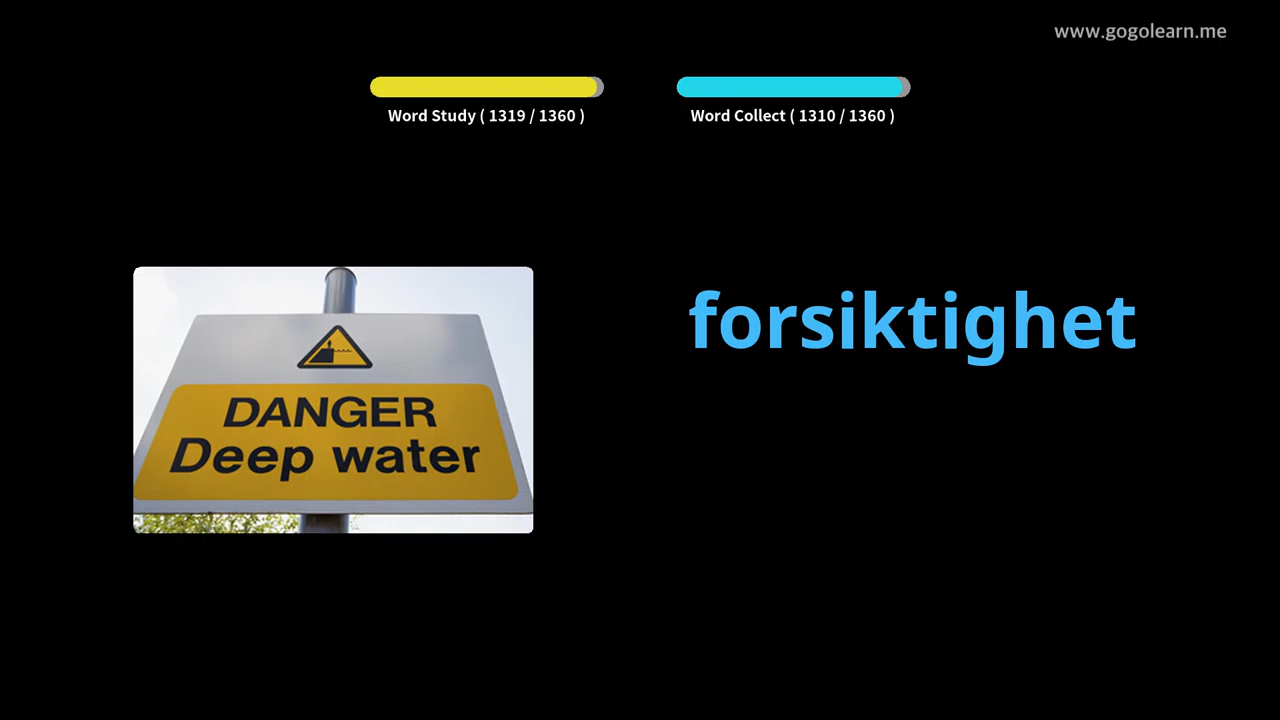 www.gogolearn.me
Word Study ( 1319 / 1360 )
Word Collect ( 1310 / 1360 )
DANGER
Deep water
forsiktighet